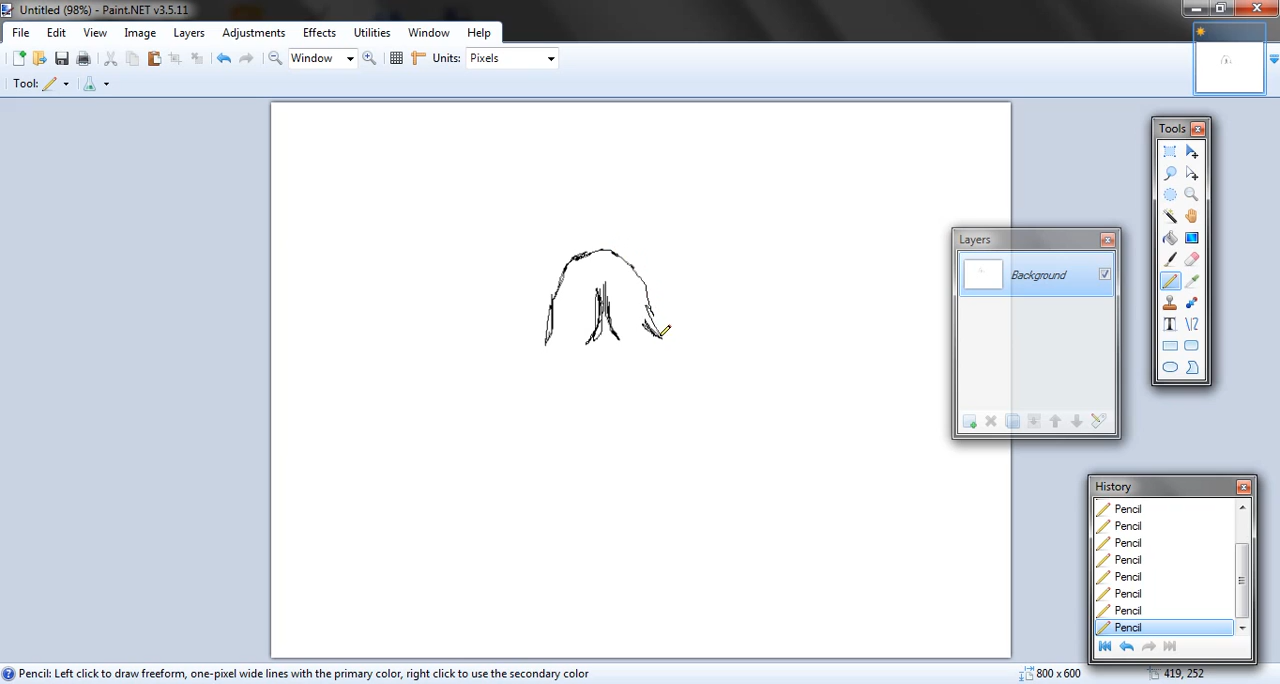 Untitled (98%) - Paint.NET v3.5.11
File Edit View Image Layers Adjustments Effects Utilities Window Help
Window Units: Pixels
Tool:
Tools
Layers
Background
History
Pencil
Pencil
Pencil
Pencil
Pencil
Pencil
Pencil
Pencil
Pencil: Left click to draw freeform, one-pixel wide lines with the primary color, right click to use the secondary color 800 x 600 419, 252